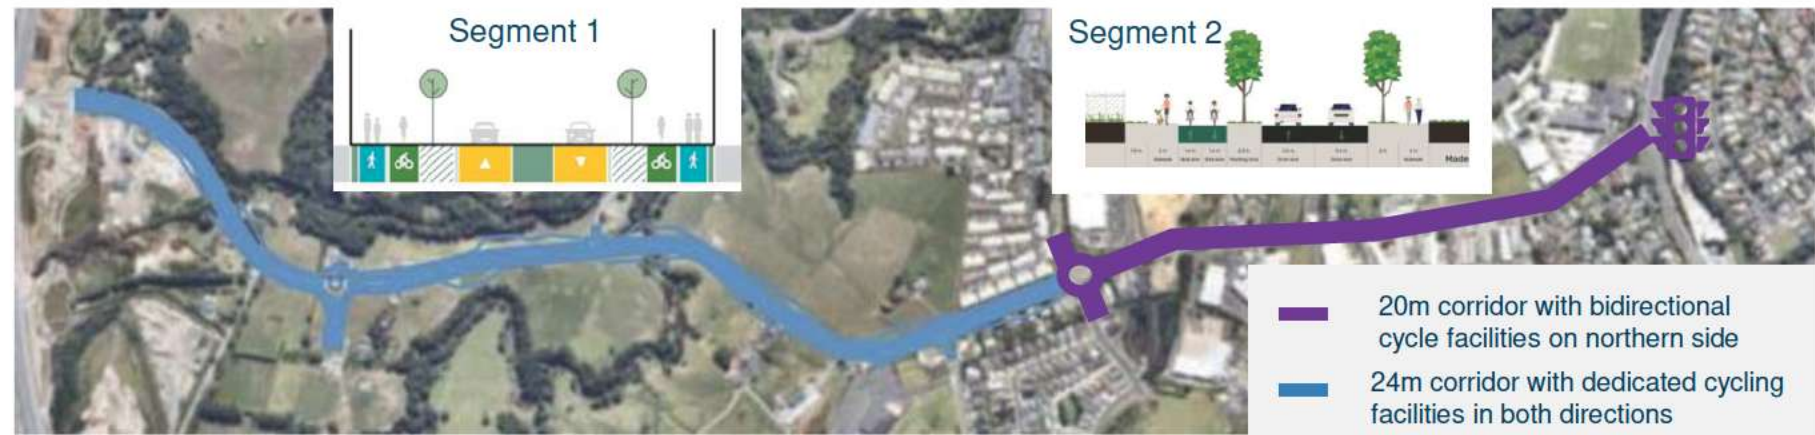 Segment 1
Segment 2
Made
20m corridor with bidirectional
cycle facilities on northern side
24m corridor with dedicated cycling
facilities in both directions